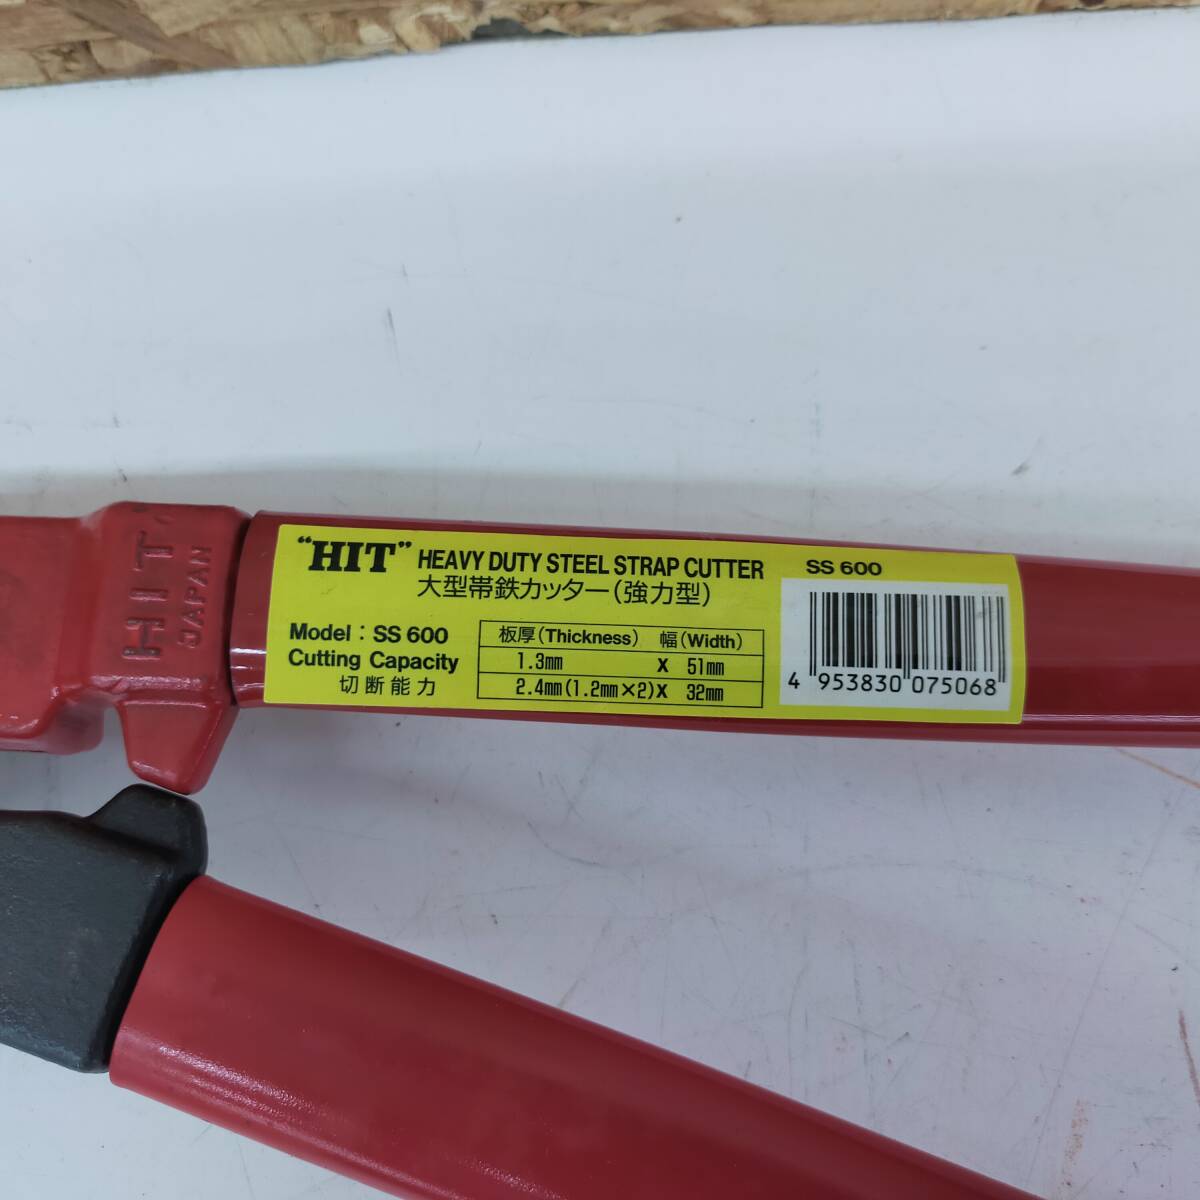 HIT
JAPAN
"HIT" HEAVY DUTY STEEL STRAP CUTTER
大型帯鉄カッター(強力型)
Model : SS 600
Cutting Capacity
切断能力
板厚(Thickness) 幅(Width)
1.3mm X 51mm
2.4mm(1.2mm×2)X 32mm
SS 600
4 953830 075068